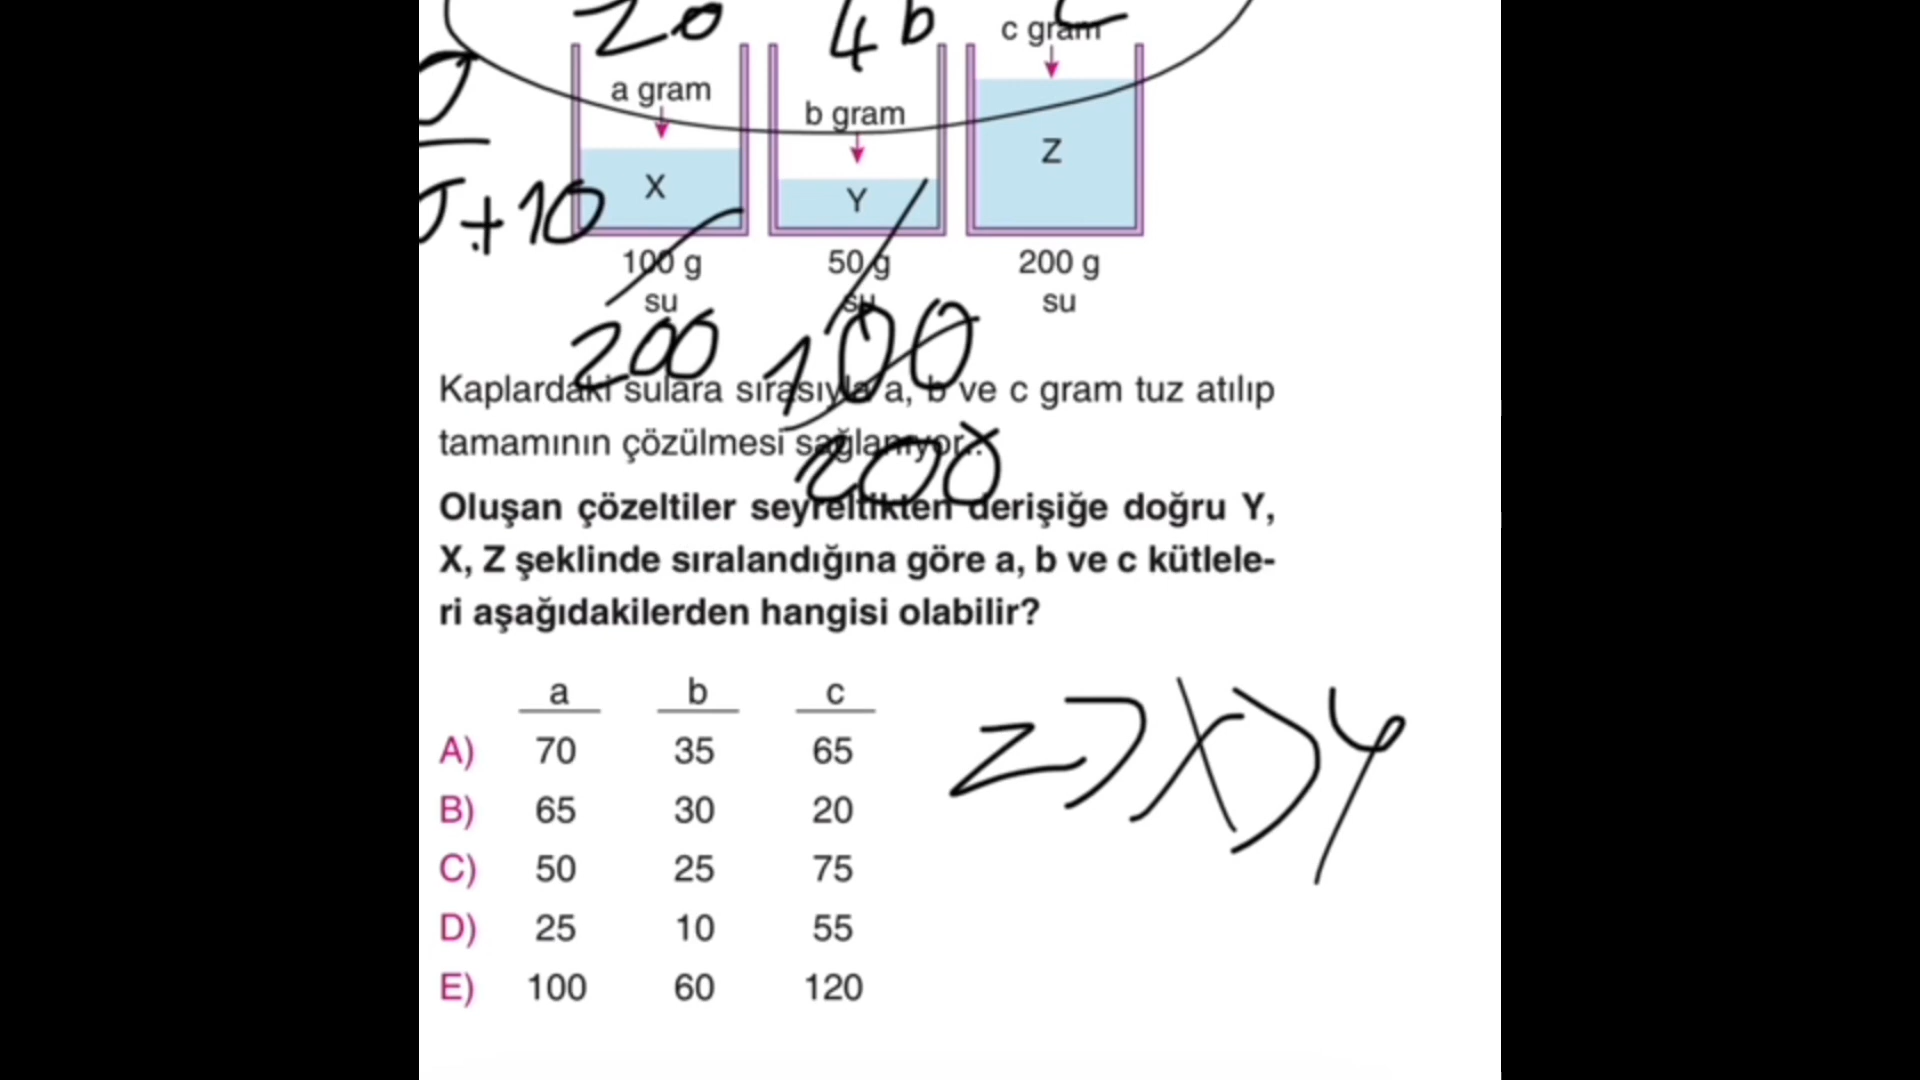 2a 4b
c gram
a gram
b gram
Z
X
Y
+10
100 g 50 g 200 g
su su su
200 100
Kaplardaki sulara sırasıyla a, b ve c gram tuz atılıp
tamamının çözülmesi sağlanıyor.
200
Oluşan çözeltiler seyreltikten derişiğe doğru Y,
X, Z şeklinde sıralandığına göre a, b ve c kütlele-
ri aşağıdakilerden hangisi olabilir?
a b c
A) 70 35 65
Z>X>Y
B) 65 30 20
C) 50 25 75
D) 25 10 55
E) 100 60 120